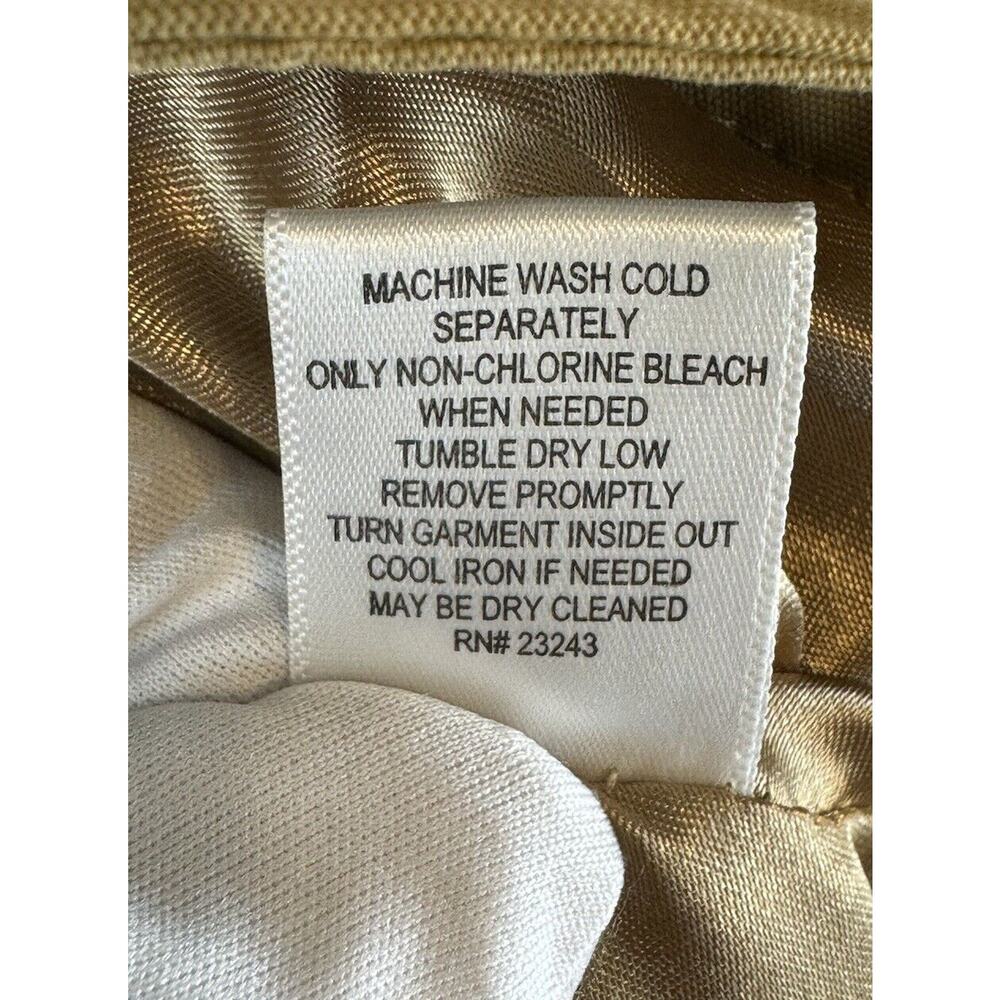 MACHINE WASH COLD
SEPARATELY
ONLY NON-CHLORINE BLEACH
WHEN NEEDED
TUMBLE DRY LOW
REMOVE PROMPTLY
TURN GARMENT INSIDE OUT
COOL IRON IF NEEDED
MAY BE DRY CLEANED
RN# 23243